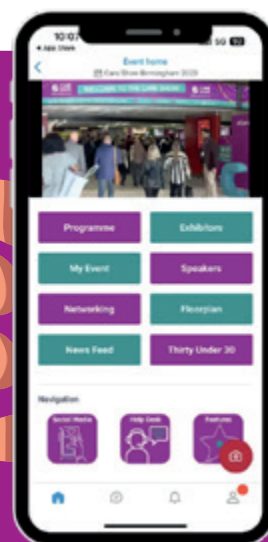 10:07
App Store
5G
Event home
Care Show Birmingham 2023
WELCOME TO THE CARE SHOW
Programme
Exhibitors
My Event
Speakers
Networking
Floorplan
News Feed
Thirty Under 30
Navigation
Social Media
Help Desk
Features